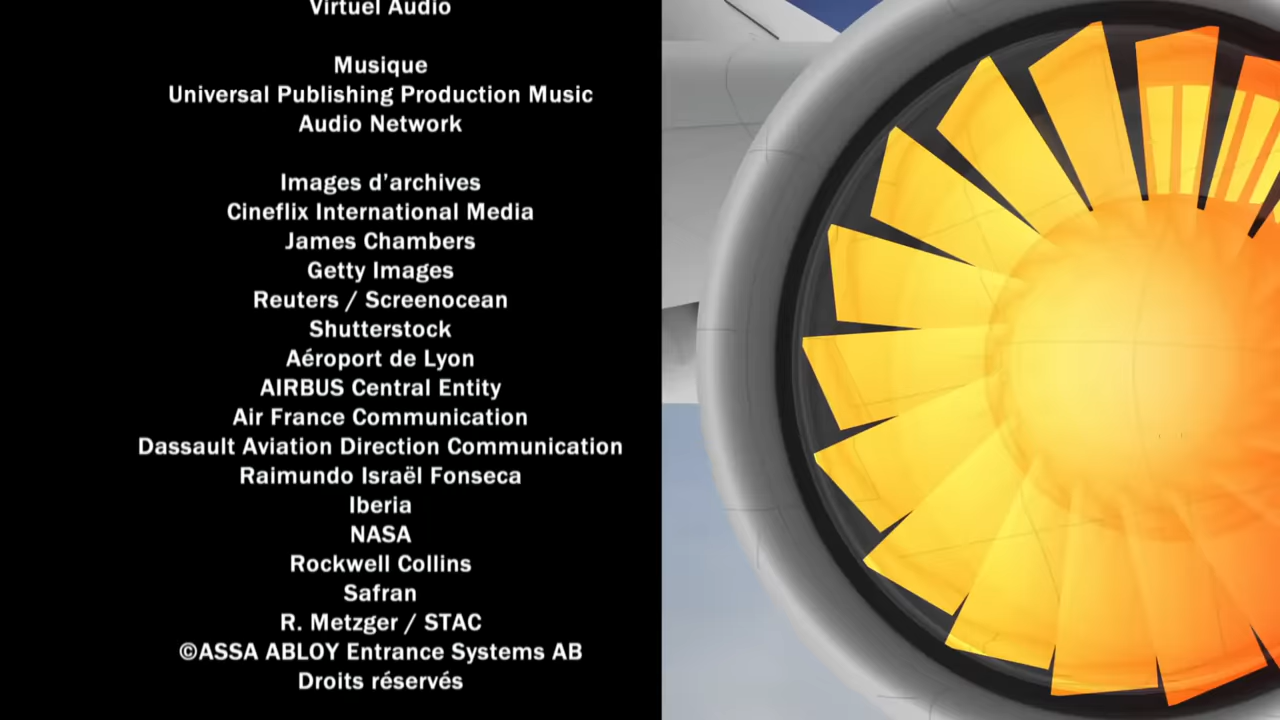 Virtuel Audio
Musique
Universal Publishing Production Music
Audio Network
Images d’archives
Cineflix International Media
James Chambers
Getty Images
Reuters / Screenocean
Shutterstock
Aéroport de Lyon
AIRBUS Central Entity
Air France Communication
Dassault Aviation Direction Communication
Raimundo Israël Fonseca
Iberia
NASA
Rockwell Collins
Safran
R. Metzger / STAC
©ASSA ABLOY Entrance Systems AB
Droits réservés